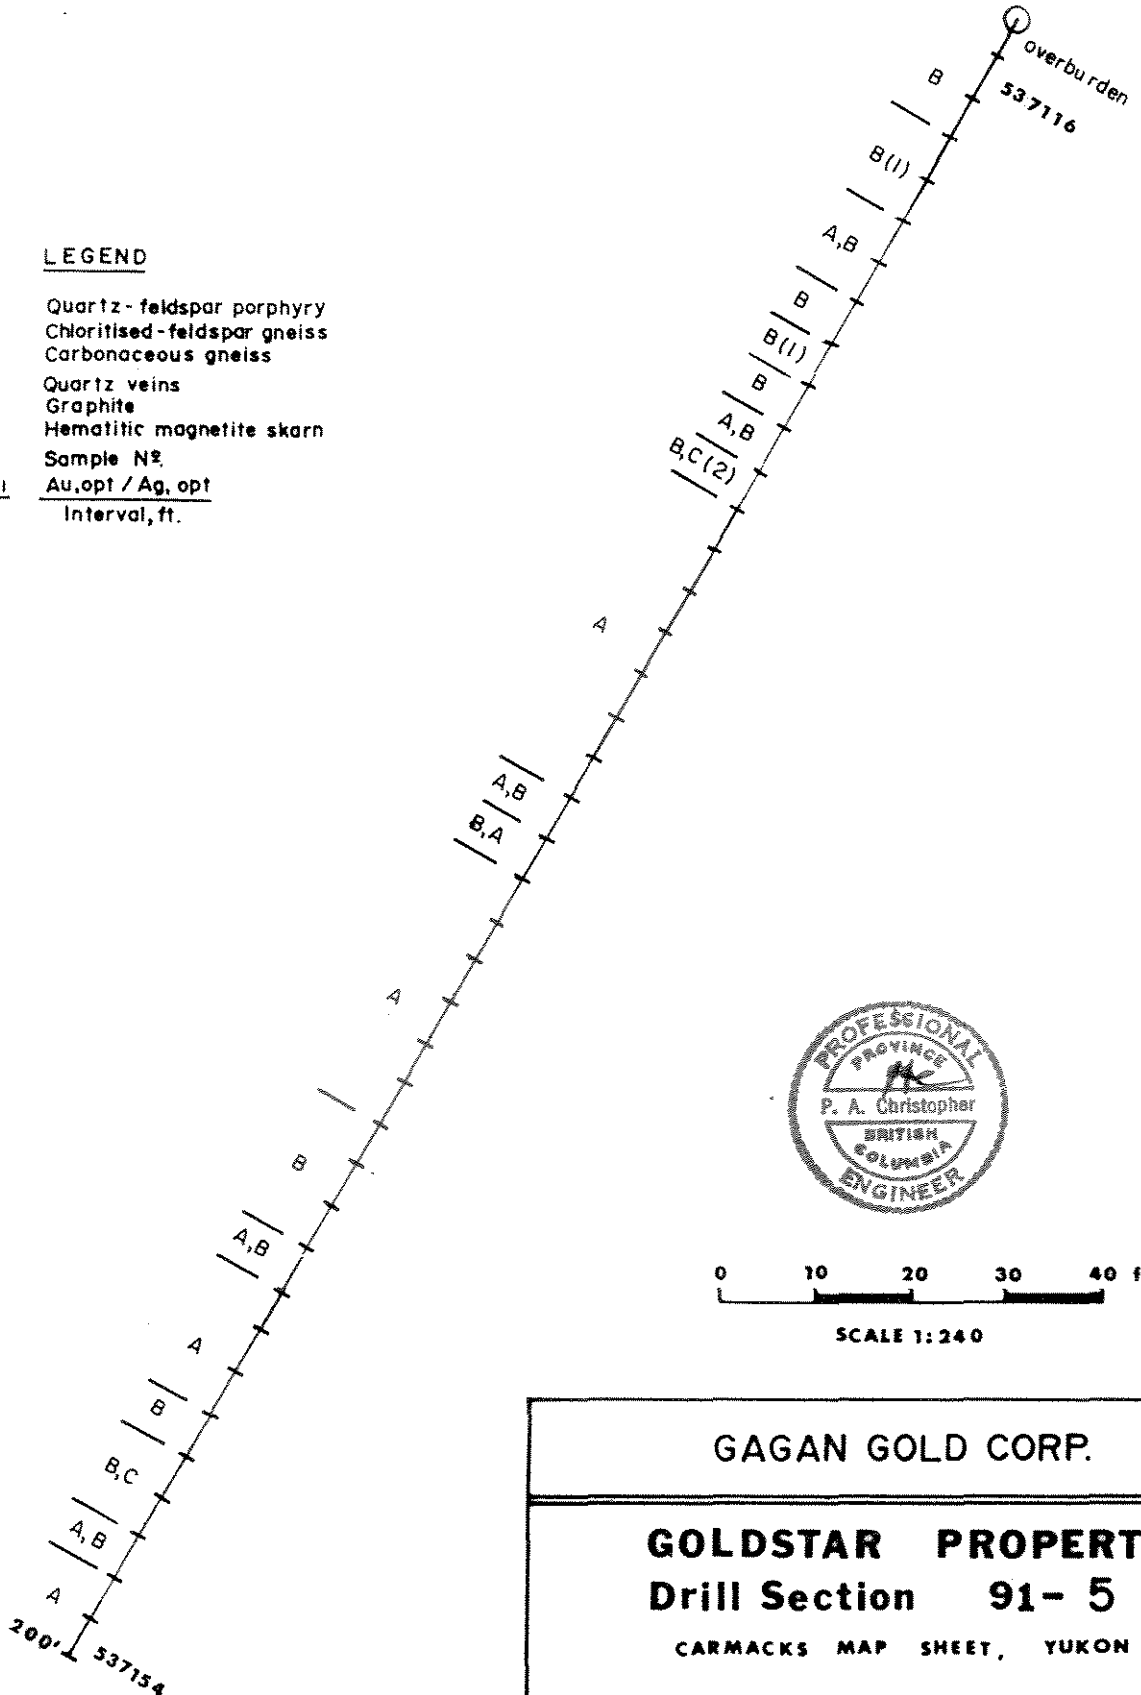 overburden
537116
B
B(1)
A,B
B
B(1)
B
A,B
B,C(2)
A
A,B
B,A
A
B
A,B
A
B
B,C
A,B
A
200'
537154
LEGEND
Quartz-feldspar porphyry
Chloritised-feldspar gneiss
Carbonaceous gneiss
Quartz veins
Graphite
Hematitic magnetite skarn
Sample Nº
Au,opt / Ag,opt
Interval, ft.
PROFESSIONAL
PROVINCE
P. A. Christopher
BRITISH
COLUMBIA
ENGINEER
0 10 20 30 40 f
SCALE 1:240
GAGAN GOLD CORP.
GOLDSTAR PROPERT
Drill Section 91-5
CARMACKS MAP SHEET, YUKON